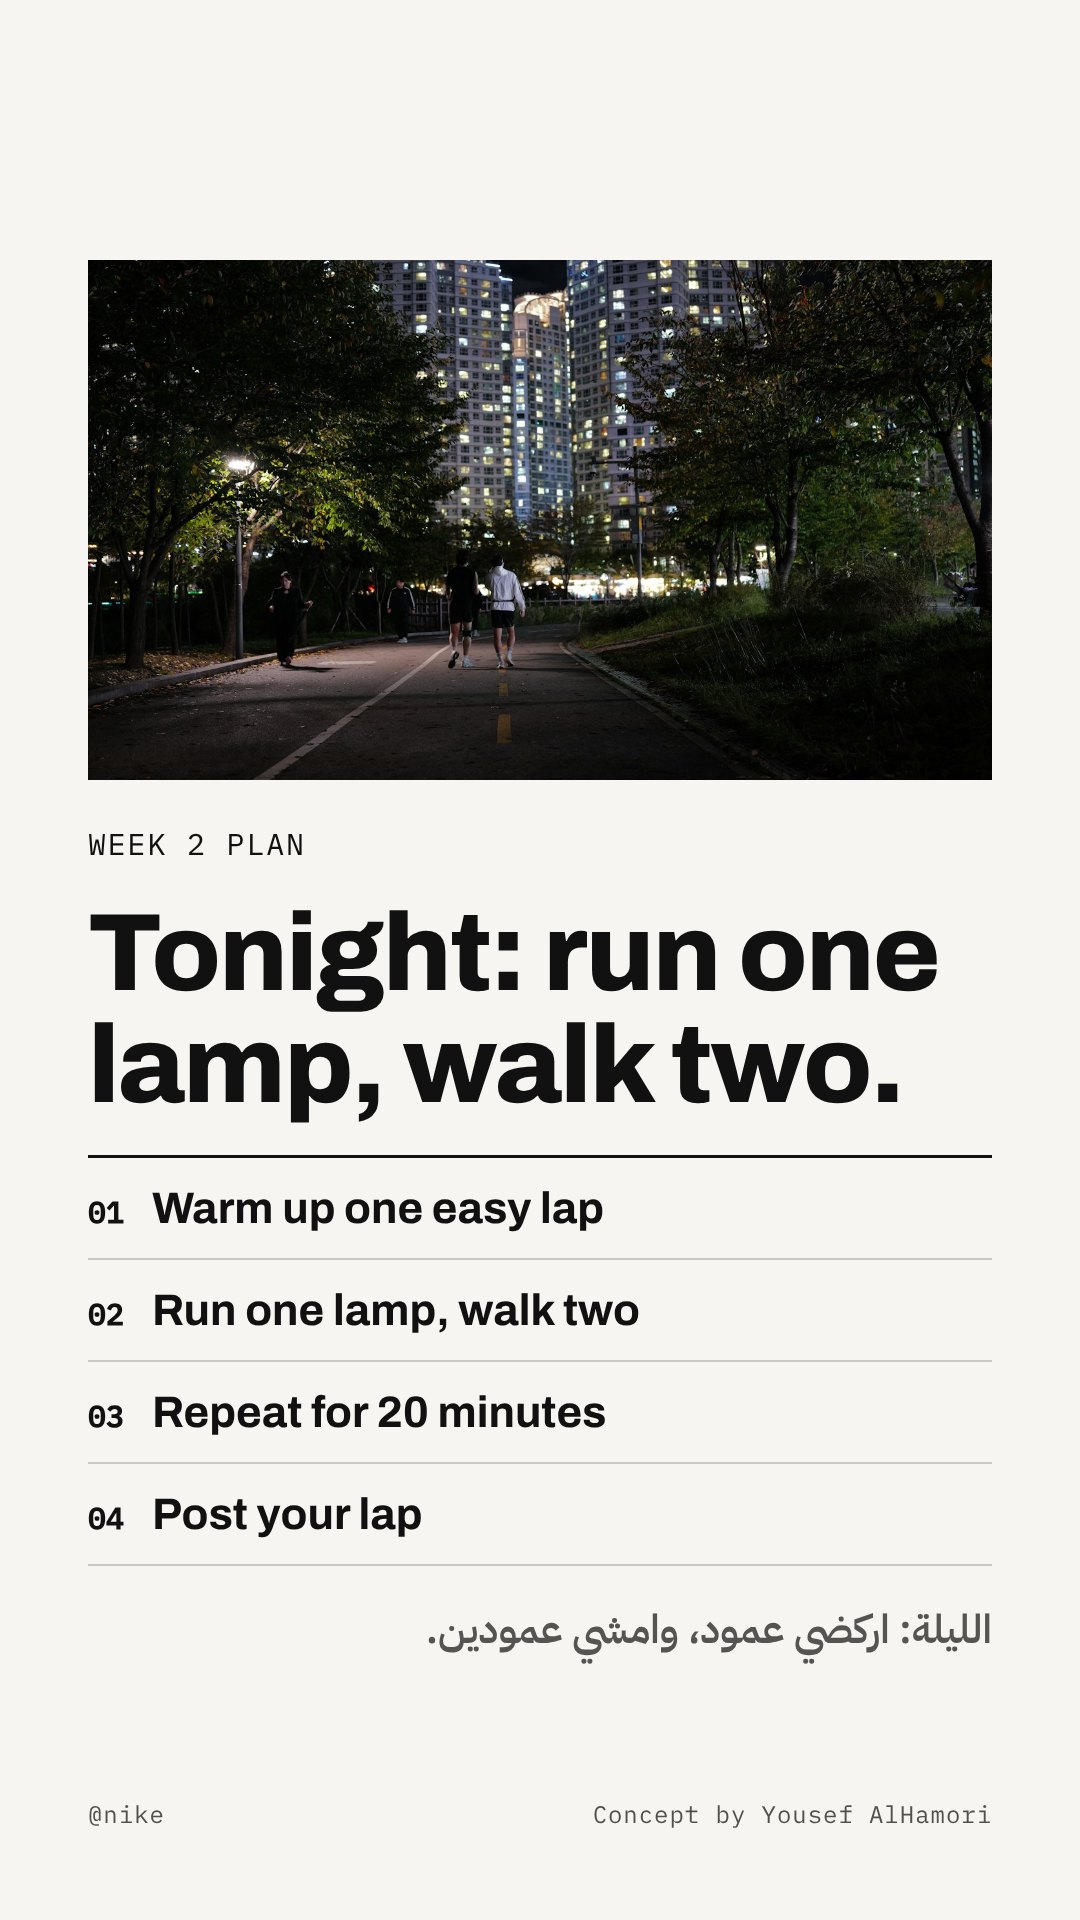 WEEK 2 PLAN
Tonight: run one
lamp, walk two.
01 Warm up one easy lap
02 Run one lamp, walk two
03 Repeat for 20 minutes
04 Post your lap
الليلة: اركضي عمود، وامشي عمودين.
@nike
Concept by Yousef AlHamori